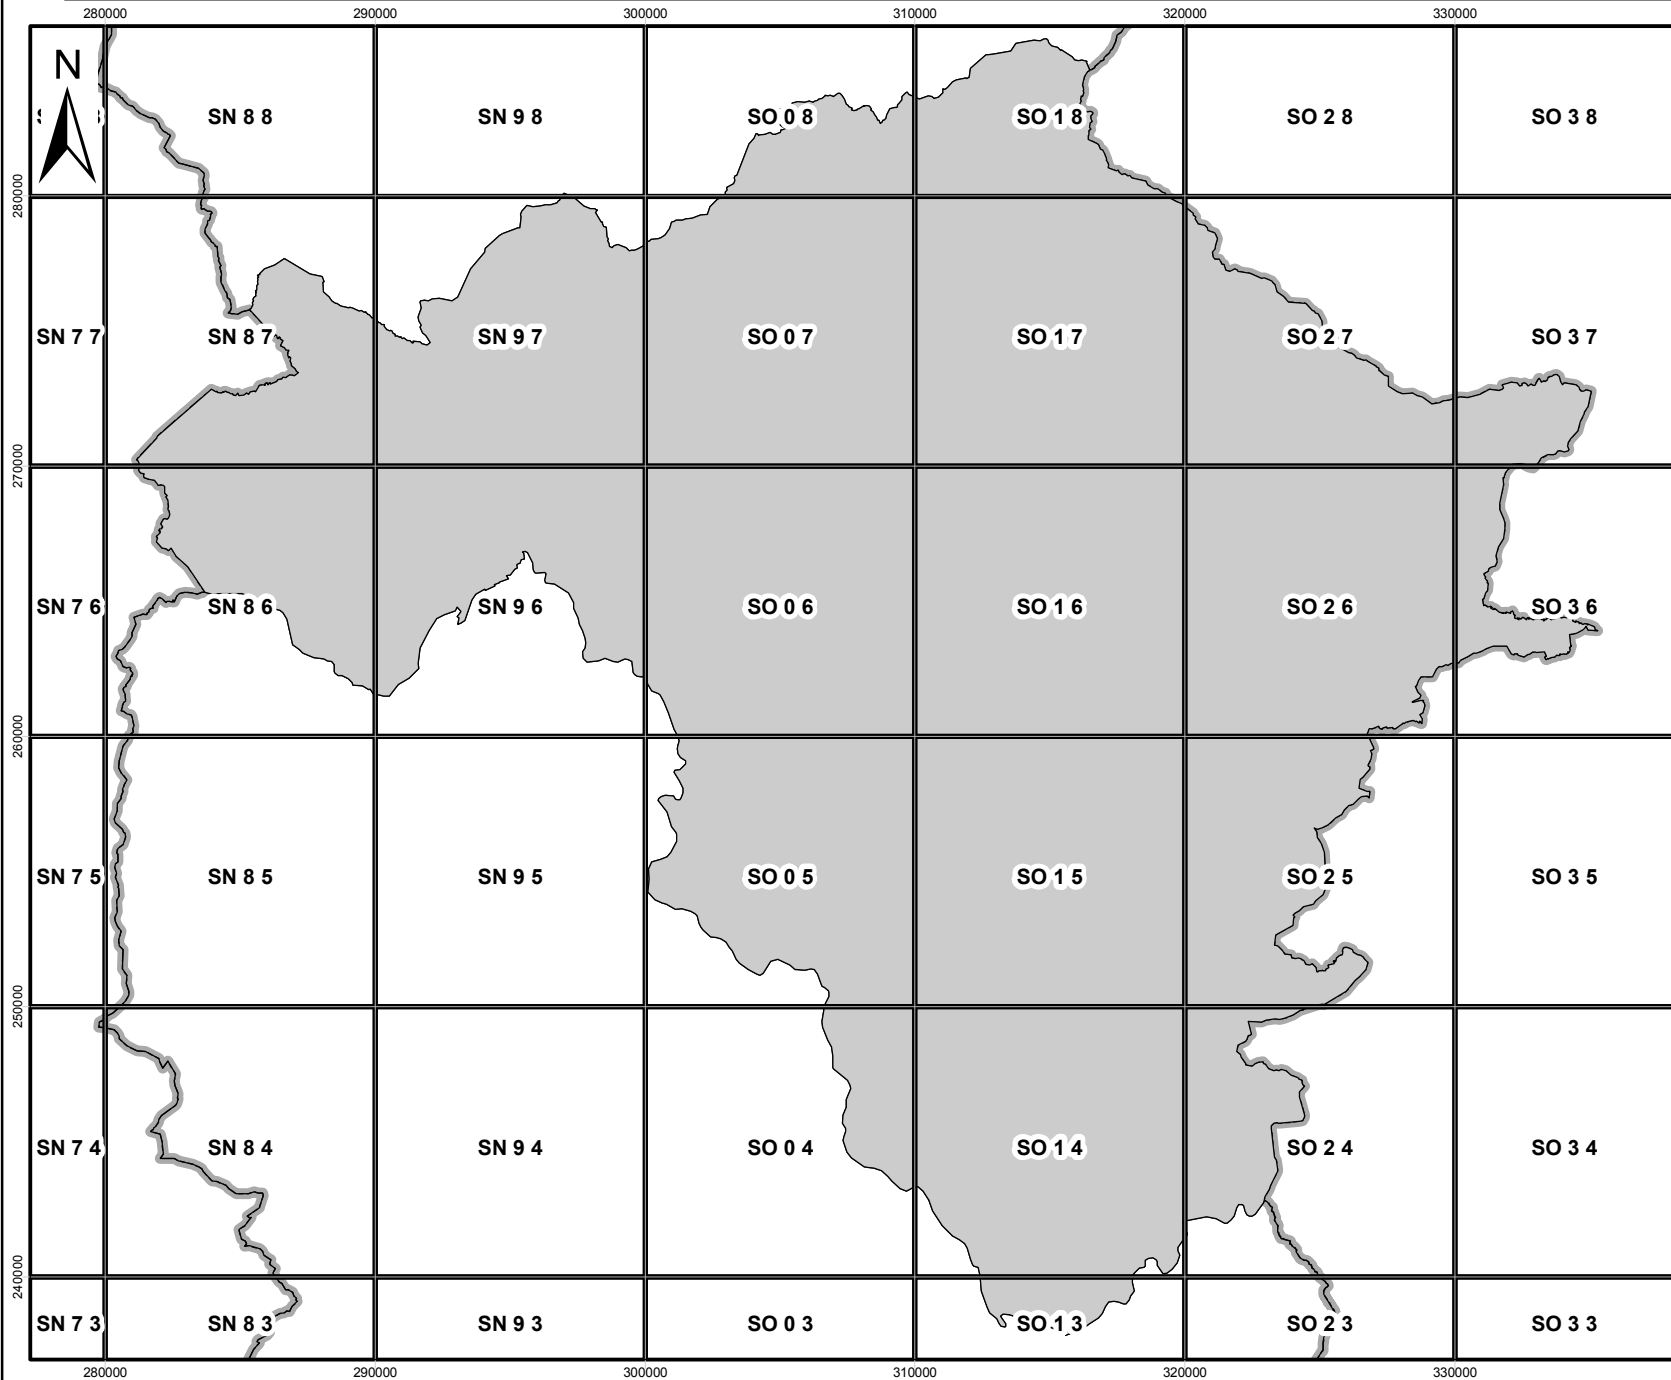 280000 290000 300000 310000 320000 330000
N
SN 8 8 SN 9 8 SO 0 8 SO 1 8 SO 2 8 SO 3 8
280000
SN 7 7 SN 8 7 SN 9 7 SO 0 7 SO 1 7 SO 2 7 SO 3 7
270000
SN 7 6 SN 8 6 SN 9 6 SO 0 6 SO 1 6 SO 2 6 SO 3 6
260000
SN 7 5 SN 8 5 SN 9 5 SO 0 5 SO 1 5 SO 2 5 SO 3 5
250000
SN 7 4 SN 8 4 SN 9 4 SO 0 4 SO 1 4 SO 2 4 SO 3 4
240000
SN 7 3 SN 8 3 SN 9 3 SO 0 3 SO 1 3 SO 2 3 SO 3 3
280000 290000 300000 310000 320000 330000